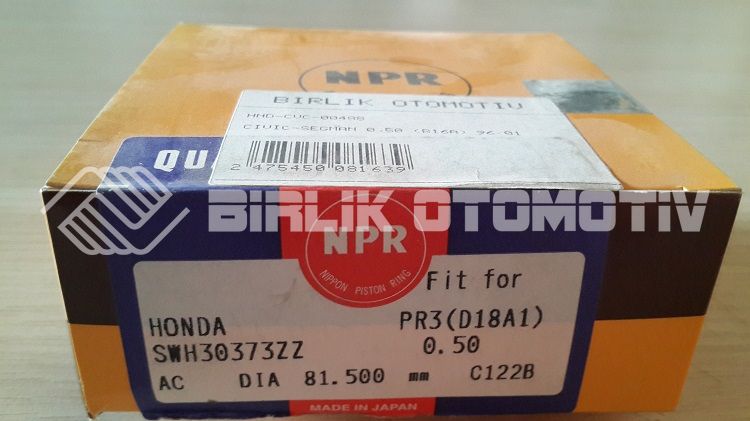 NPR
BIRLIK OTOMOTIV
HND-CVC-00488
CIVIC-SEGMAN 0.50 (B16A) 96-01
2 475450 081639
QU
BIRLIK OTOMOTIV
NPR
NIPPON PISTON RING
Fit for
HONDA PR3(D18A1)
SWH30373ZZ 0.50
AC DIA 81.500 mm C122B
MADE IN JAPAN